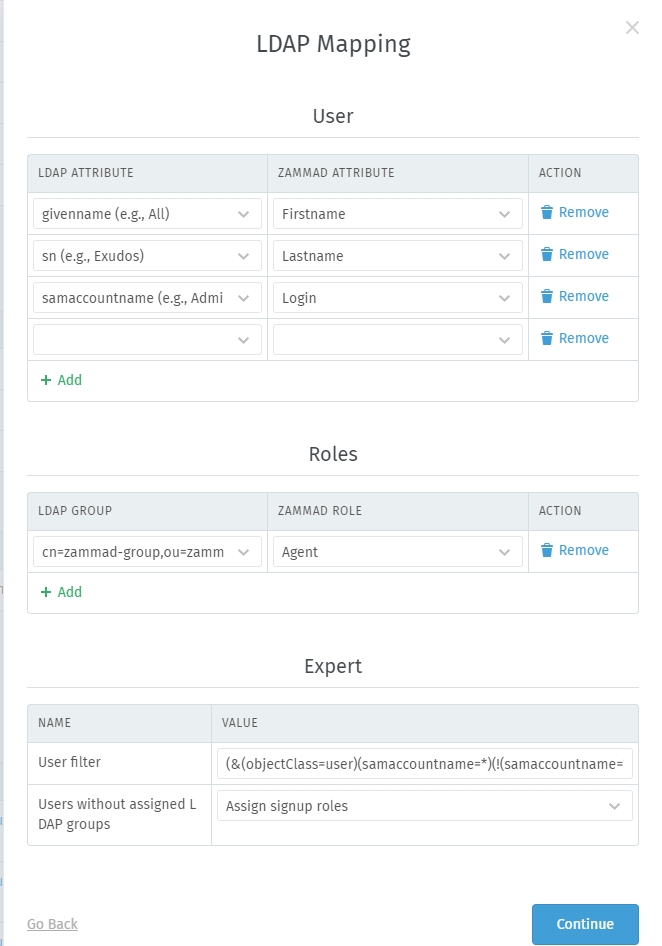 LDAP Mapping
User
LDAP ATTRIBUTE ZAMMAD ATTRIBUTE ACTION
givenname (e.g., All) Firstname Remove
sn (e.g., Exudos) Lastname Remove
samaccountname (e.g., Admi Login Remove
Remove
+ Add
Roles
LDAP GROUP ZAMMAD ROLE ACTION
cn=zammad-group,ou=zamm Agent Remove
+ Add
Expert
NAME VALUE
User filter (&(objectClass=user)(samaccountname=*)(!(samaccountname=
Users without assigned L Assign signup roles
DAP groups
Go Back Continue